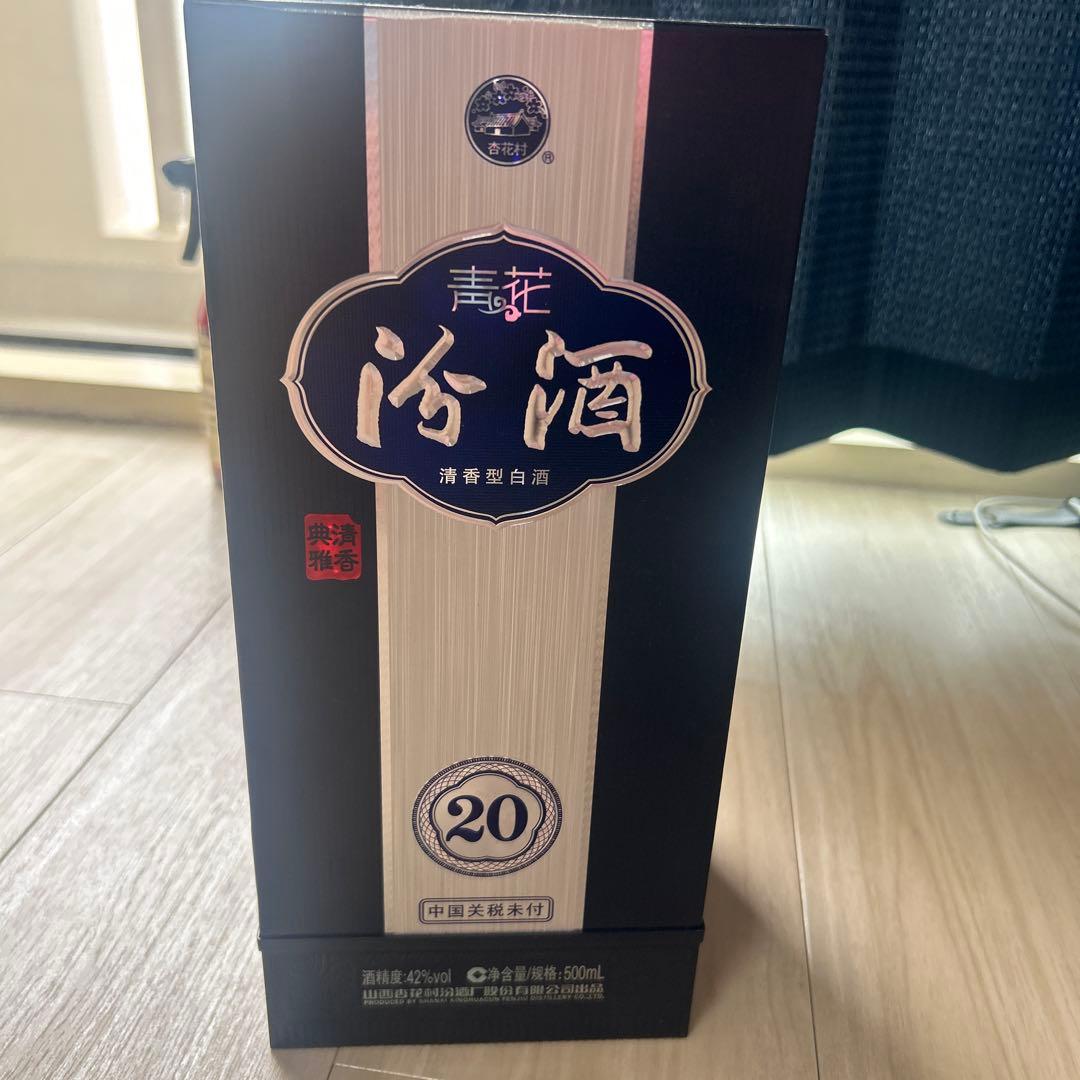 杏花村
®
青花
汾酒
清香型白酒
清香
典雅
20
中国关税未付
酒精度:42%vol 净含量/规格:500mL
山西杏花村汾酒厂股份有限公司出品
PRODUCED BY SHANXI XINGHUACUN FENJIU DISTILLERY CO.,LTD.